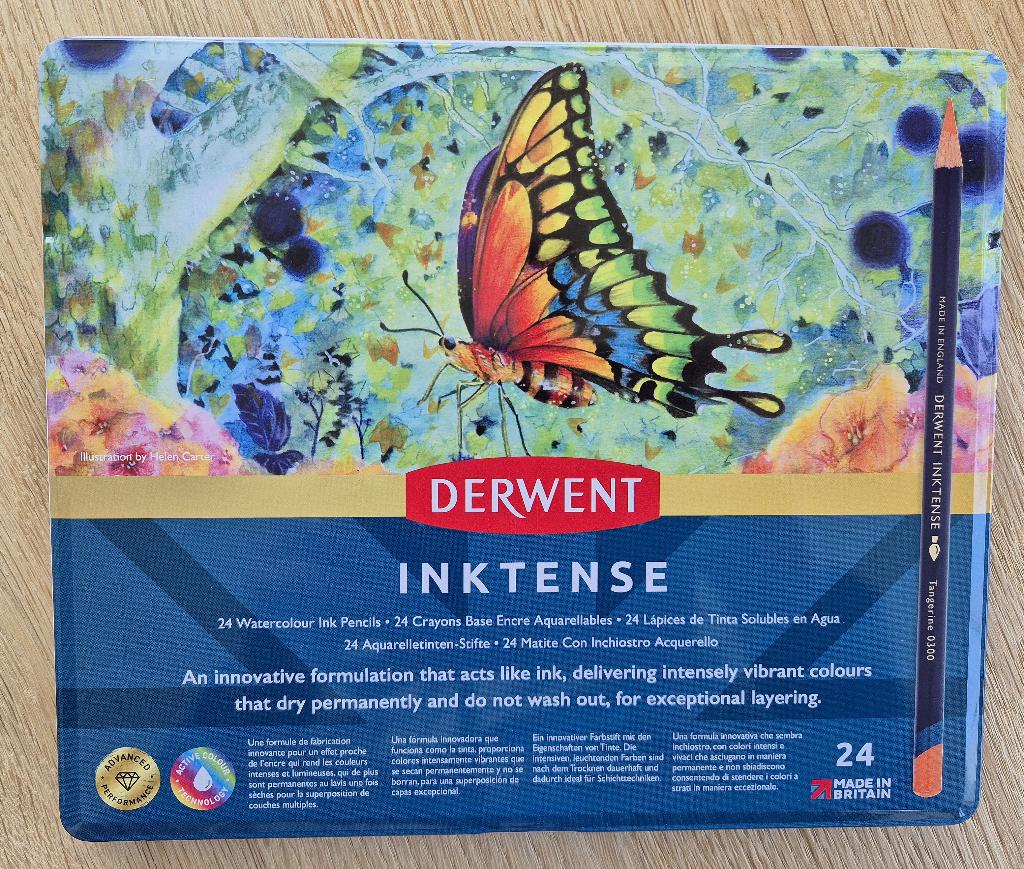 Illustration by Helen Carter
MADE IN ENGLAND DERWENT INKTENSE Tangerine 0300
DERWENT
INKTENSE
24 Watercolour Ink Pencils • 24 Crayons Base Encre Aquarellables • 24 Lápices de Tinta Solubles en Agua
24 Aquarelletinten-Stifte • 24 Matite Con Inchiostro Acquerello
An innovative formulation that acts like ink, delivering intensely vibrant colours
that dry permanently and do not wash out, for exceptional layering.
ADVANCED
PERFORMANCE
ACTIVE COLOUR
TECHNOLOGY
Une formule de fabrication
innovante pour un effet proche
de l'encre qui rend les couleurs
intenses et lumineuses, qui de plus
sont permanentes au lavis une fois
sèches pour la superposition de
couches multiples.
Una fórmula innovadora que
funciona como la tinta, proporciona
colores intensamente vibrantes que
se secan permanentemente y no se
borran, para una superposición de
capas excepcional.
Ein innovativer Farbstift mit den
Eigenschaften von Tinte. Die
intensiven, leuchtenden Farben sind
nach dem Trocknen dauerhaft und
dadurch ideal für Schichttechniken.
Una formula innovativa che sembra
inchiostro, con colori intensi e
vivaci che asciugano in maniera
permanente e non sbiadiscono
consentendo di stendere i colori a
strati in maniera eccezionale.
24
MADE IN
BRITAIN